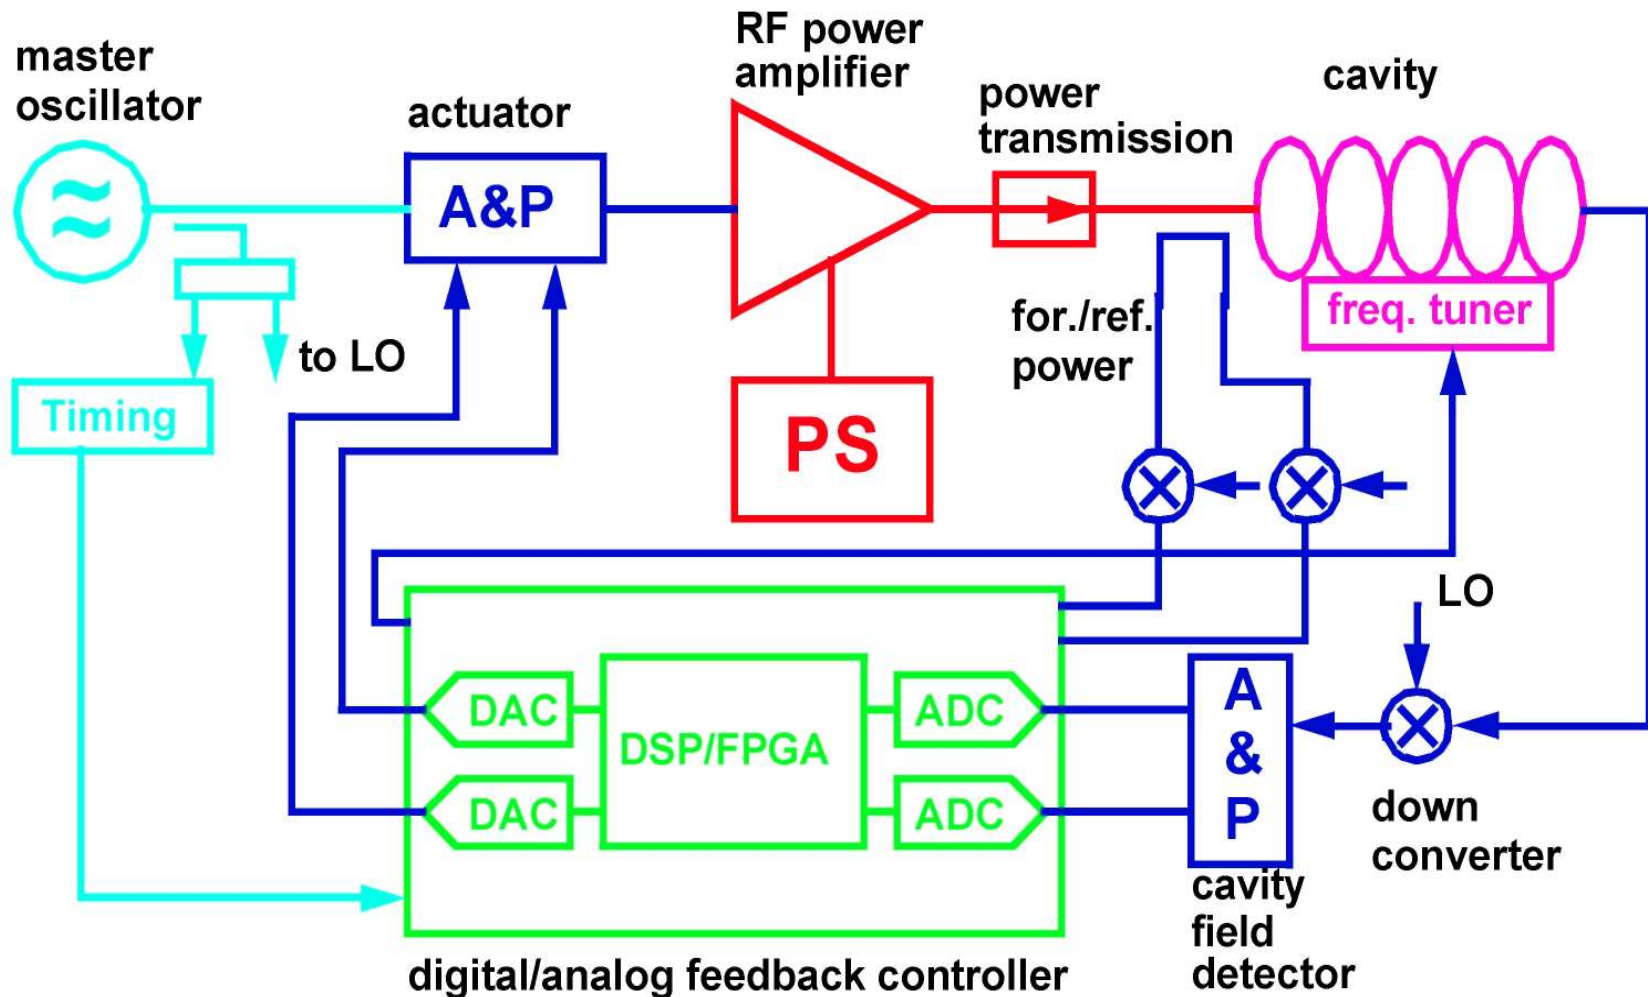 master
oscillator
actuator
RF power
amplifier
power
transmission
cavity
A&P
freq. tuner
for./ref.
power
to LO
Timing
PS
LO
DAC
DAC
DSP/FPGA
ADC
ADC
A
&
P
down
converter
cavity
field
detector
digital/analog feedback controller